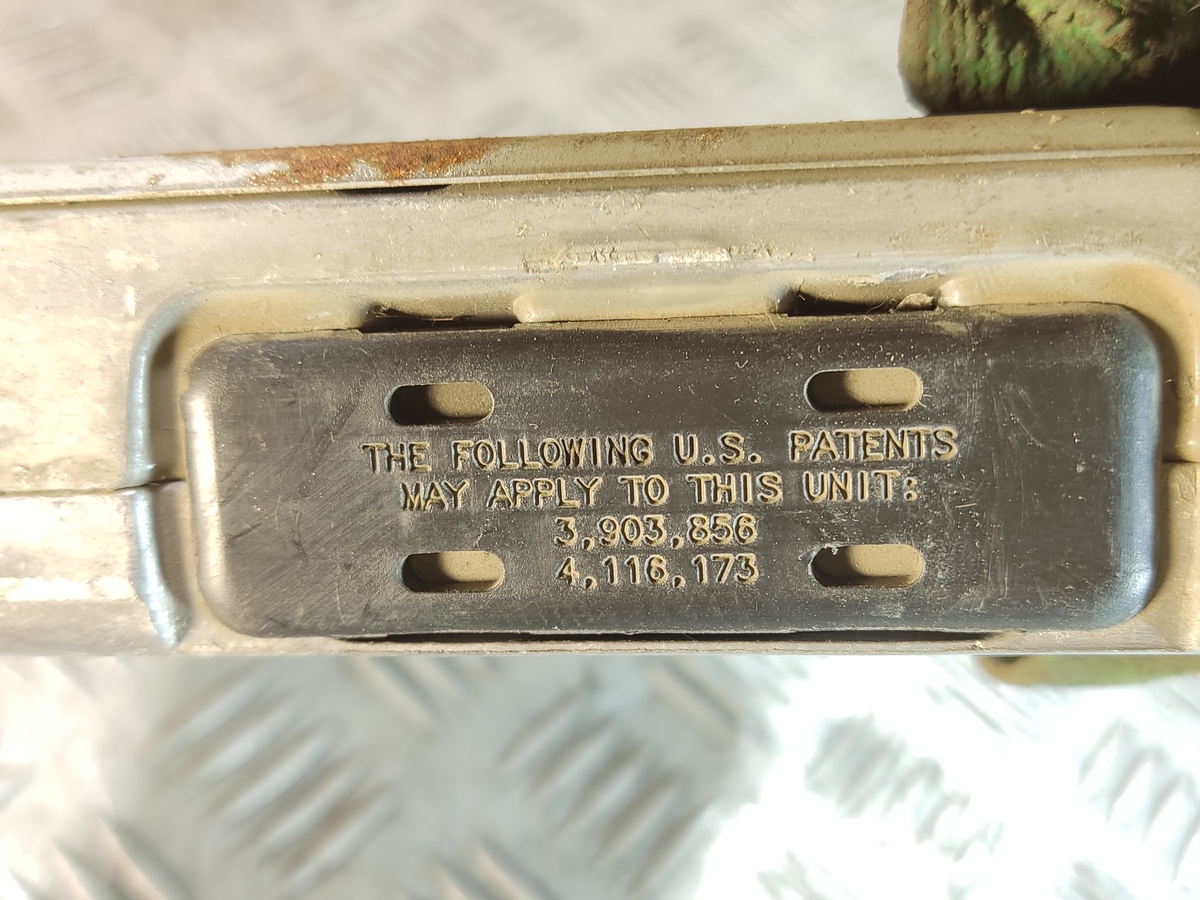 THE FOLLOWING U.S. PATENTS
MAY APPLY TO THIS UNIT:
3,903,856
4,116,173